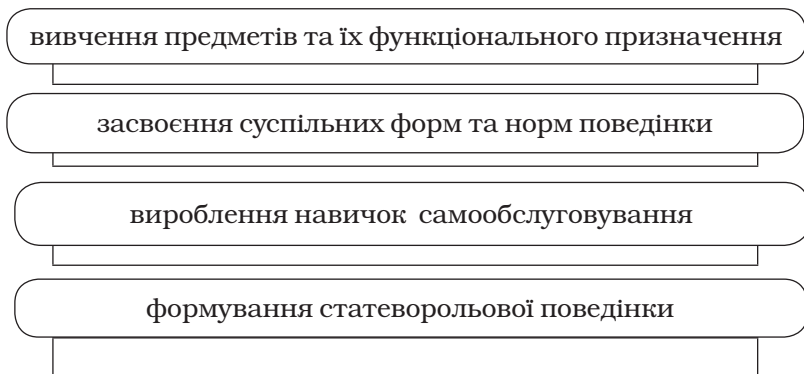 вивчення предметів та їх функціонального призначення
засвоєння суспільних форм та норм поведінки
вироблення навичок самообслуговування
формування статеворольової поведінки